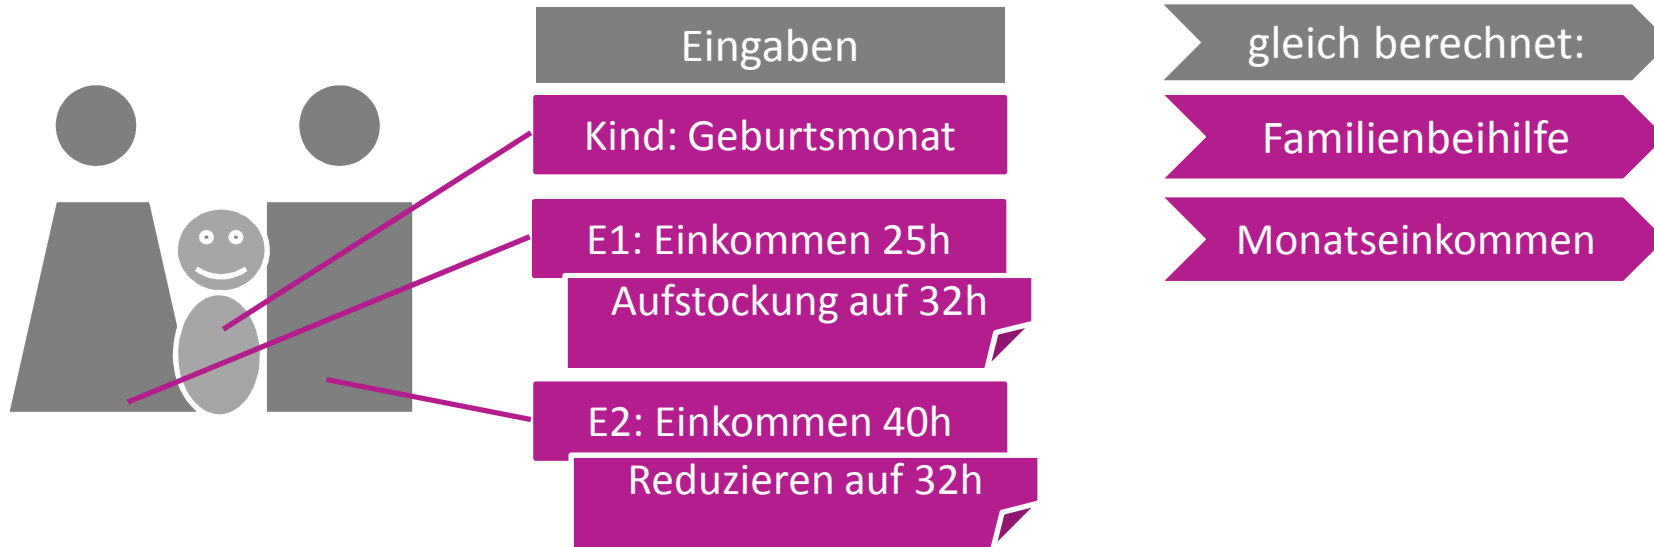 Eingaben
Kind: Geburtsmonat
E1: Einkommen 25h
Aufstockung auf 32h
E2: Einkommen 40h
Reduzieren auf 32h
gleich berechnet:
Familienbeihilfe
Monatseinkommen